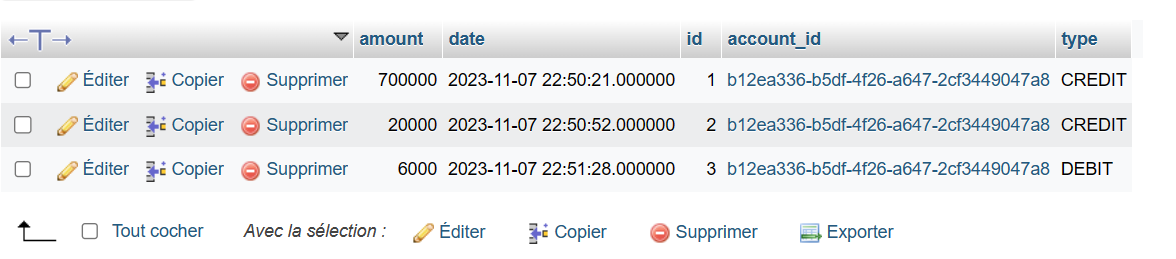 amount date id account_id type
Éditer Copier Supprimer 700000 2023-11-07 22:50:21.000000 1 b12ea336-b5df-4f26-a647-2cf3449047a8 CREDIT
Éditer Copier Supprimer 20000 2023-11-07 22:50:52.000000 2 b12ea336-b5df-4f26-a647-2cf3449047a8 CREDIT
Éditer Copier Supprimer 6000 2023-11-07 22:51:28.000000 3 b12ea336-b5df-4f26-a647-2cf3449047a8 DEBIT
Tout cocher Avec la sélection : Éditer Copier Supprimer Exporter